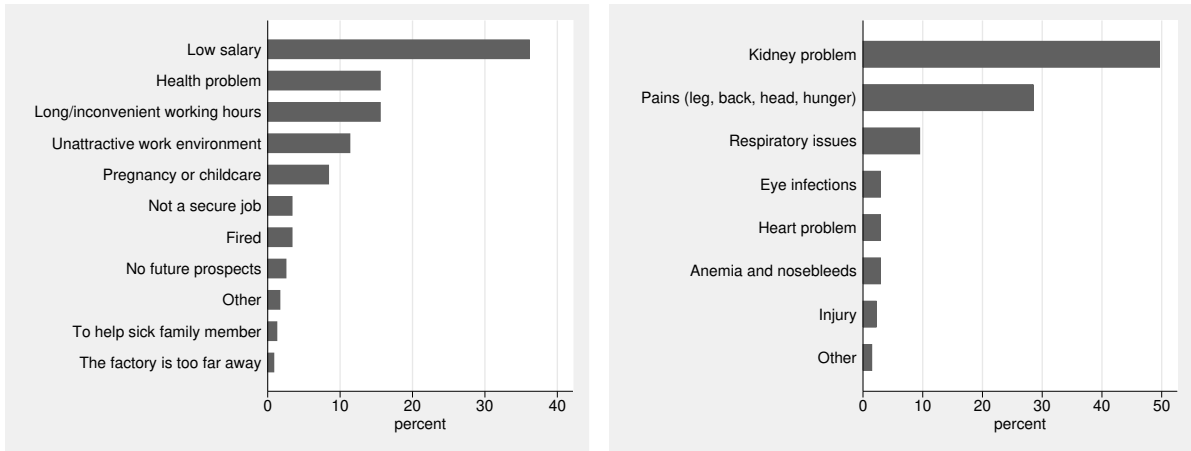 Low salary
Health problem
Long/inconvenient working hours
Unattractive work environment
Pregnancy or childcare
Not a secure job
Fired
No future prospects
Other
To help sick family member
The factory is too far away
0 10 20 30 40
percent
Kidney problem
Pains (leg, back, head, hunger)
Respiratory issues
Eye infections
Heart problem
Anemia and nosebleeds
Injury
Other
0 10 20 30 40 50
percent